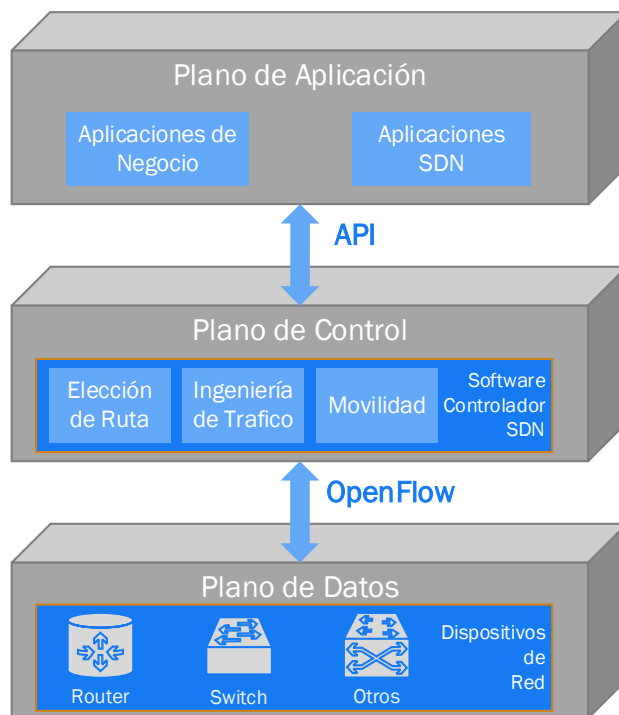 Plano de Aplicación
Aplicaciones de
Negocio
Aplicaciones
SDN
API
Plano de Control
Elección
de Ruta
Ingeniería
de Trafico
Movilidad
Software
Controlador
SDN
OpenFlow
Plano de Datos
Router
Switch
Otros
Dispositivos
de
Red